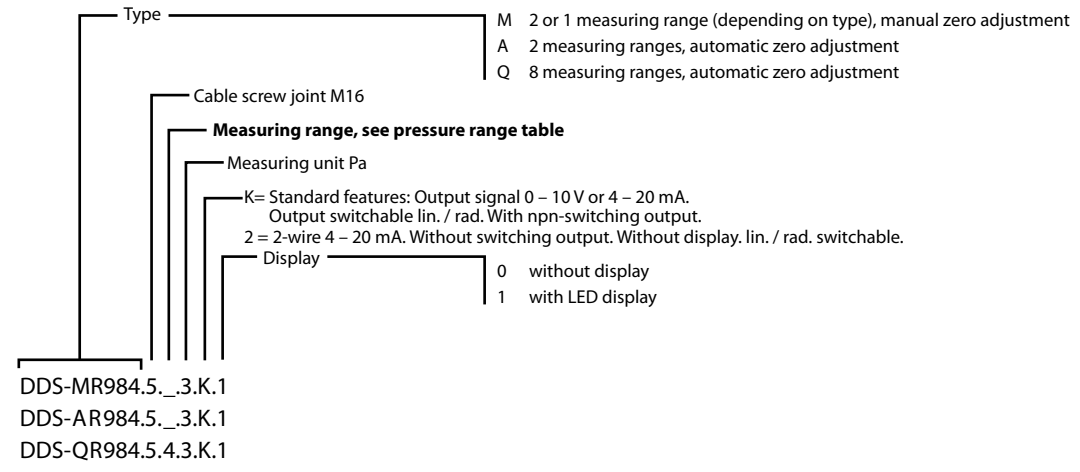 Type
M 2 or 1 measuring range (depending on type), manual zero adjustment
A 2 measuring ranges, automatic zero adjustment
Q 8 measuring ranges, automatic zero adjustment
Cable screw joint M16
Measuring range, see pressure range table
Measuring unit Pa
K= Standard features: Output signal 0 – 10 V or 4 – 20 mA.
Output switchable lin. / rad. With npn-switching output.
2 = 2-wire 4 – 20 mA. Without switching output. Without display. lin. / rad. switchable.
Display
0 without display
1 with LED display
DDS-MR984.5._.3.K.1
DDS-AR984.5._.3.K.1
DDS-QR984.5.4.3.K.1